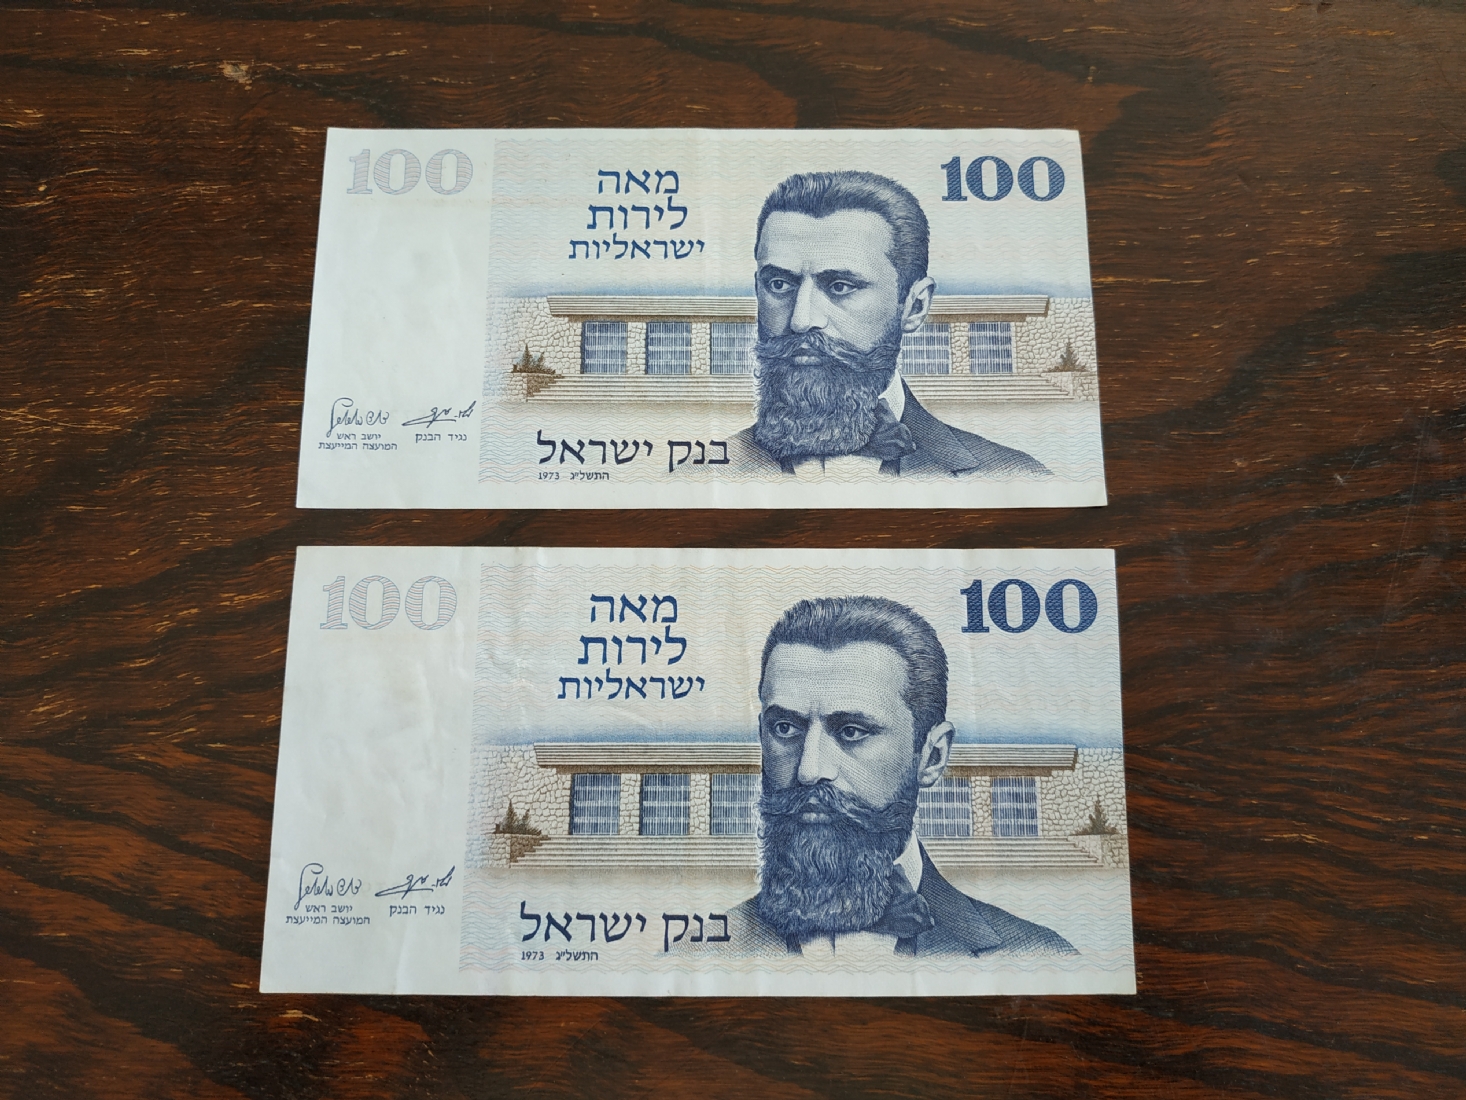 100
100
מאה
לירות
ישראליות
יושב ראש
המועצה המייעצת
נגיד הבנק
בנק ישראל
1973 התשל"ג
100
100
מאה
לירות
ישראליות
יושב ראש
המועצה המייעצת
נגיד הבנק
בנק ישראל
1973 התשל"ג